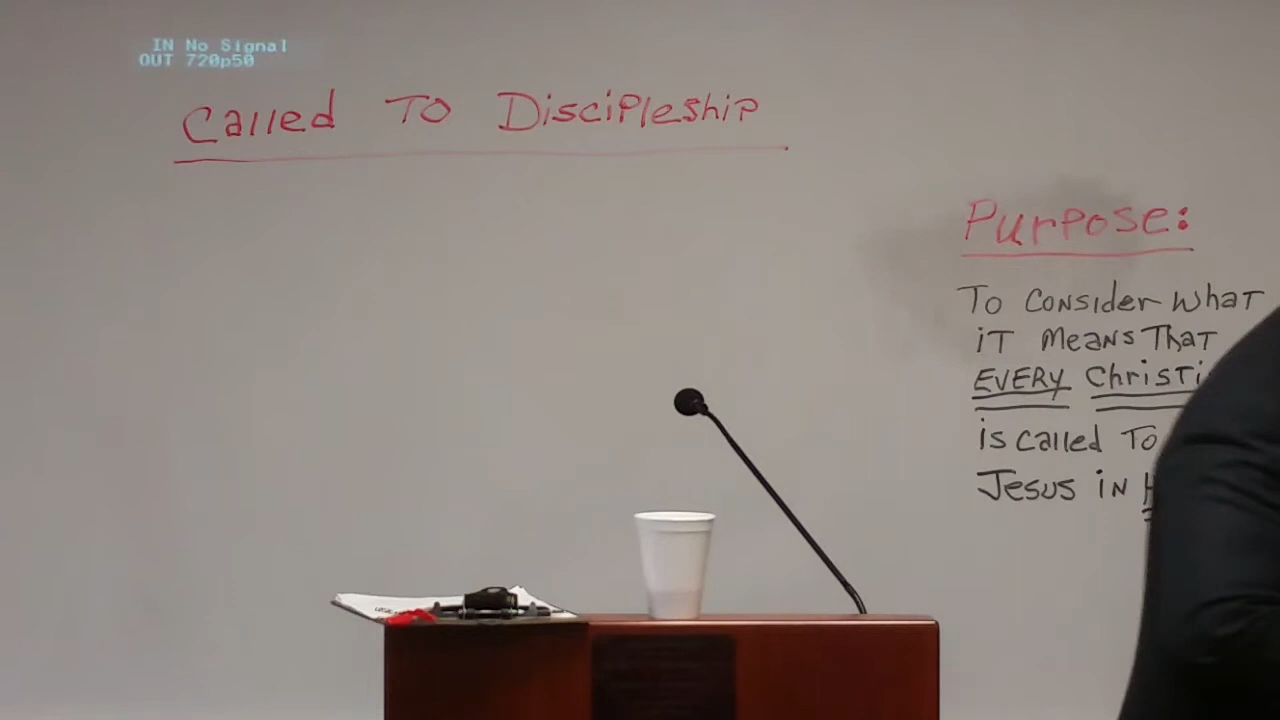 IN No Signal
OUT 720p50
Called To Discipleship
Purpose:
To Consider What
iT Means That
EVERY
is called To
Jesus iN